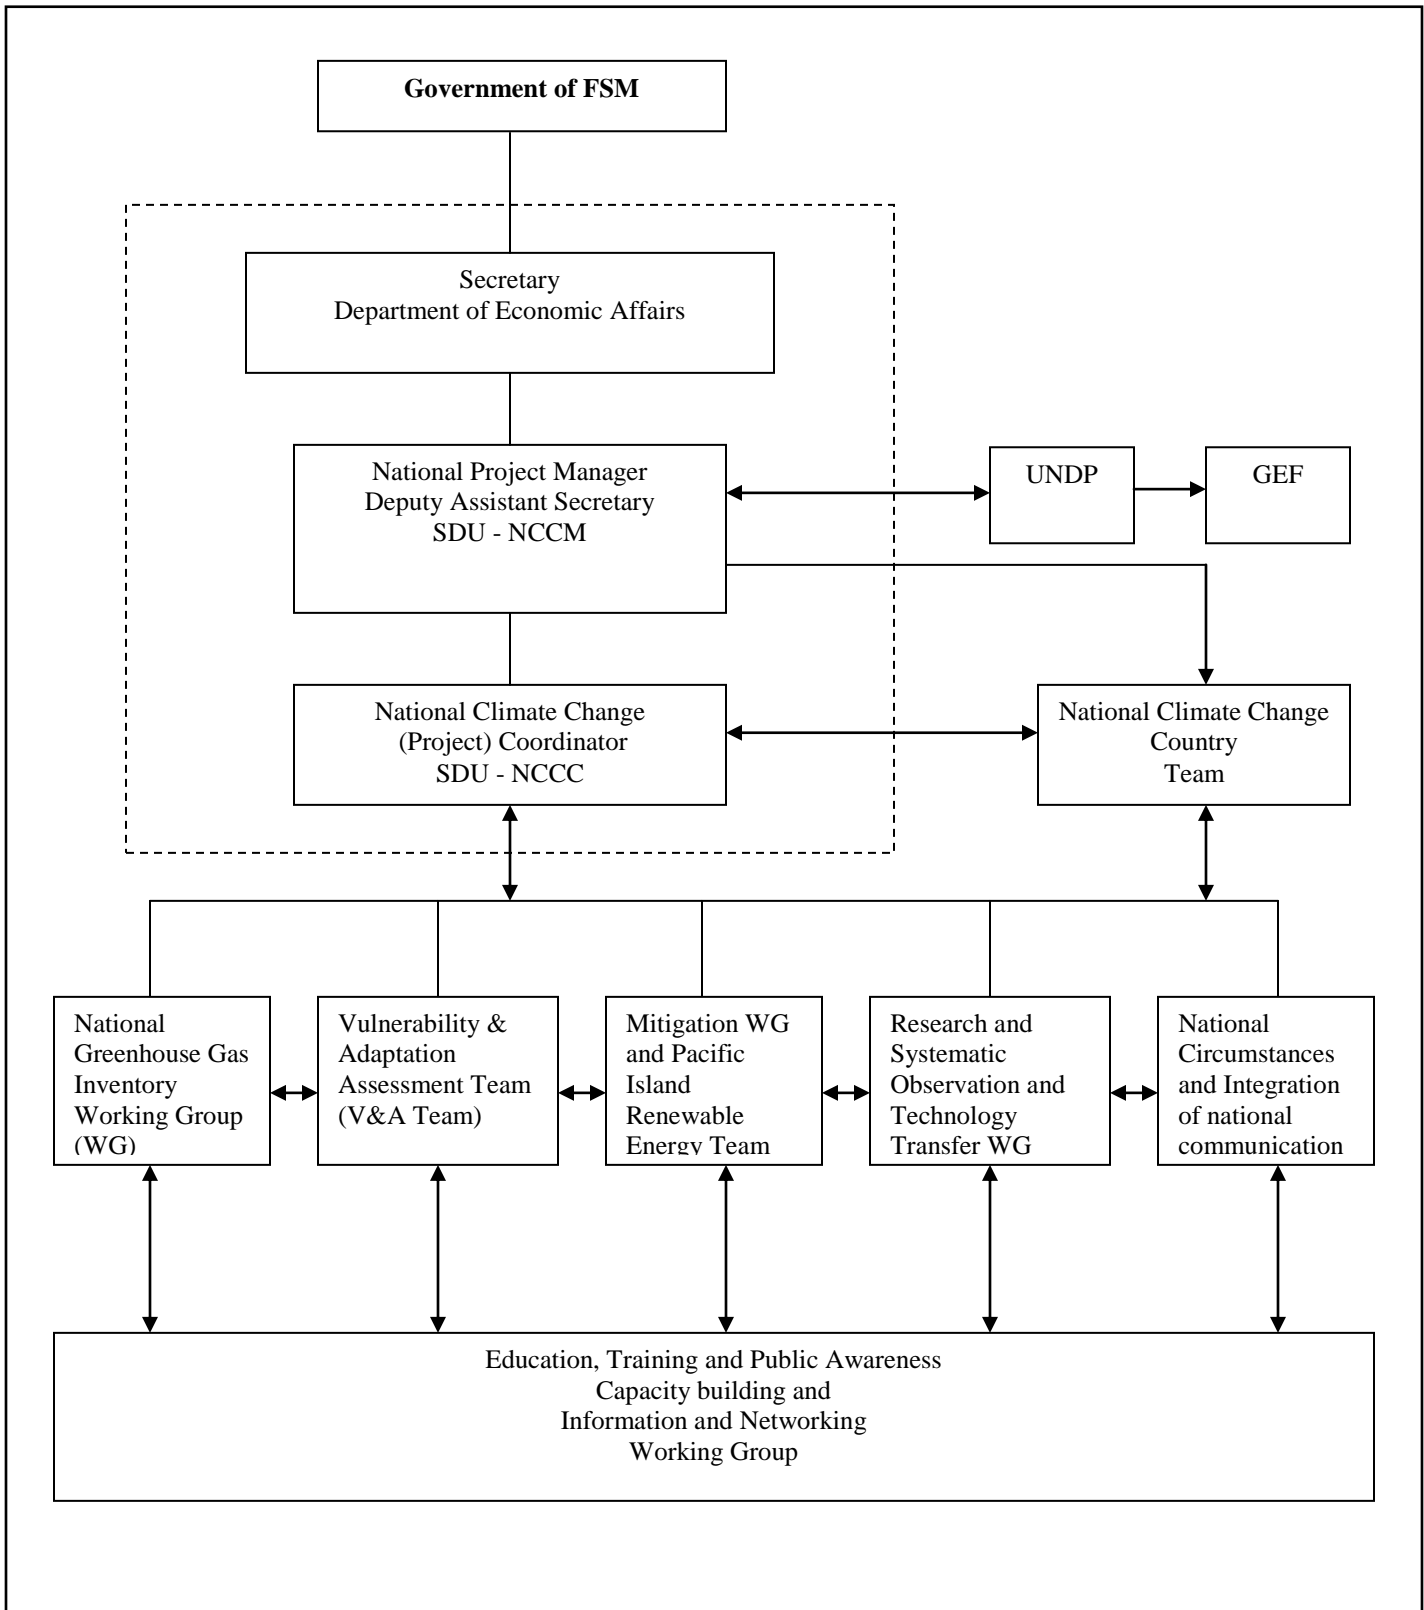 Government of FSM
Secretary
Department of Economic Affairs
National Project Manager
Deputy Assistant Secretary
SDU - NCCM
UNDP
GEF
National Climate Change
(Project) Coordinator
SDU - NCCC
National Climate Change
Country
Team
National
Greenhouse Gas
Inventory
Working Group
(WG)
Vulnerability &
Adaptation
Assessment Team
(V&A Team)
Mitigation WG
and Pacific
Island
Renewable
Energy Team
Research and
Systematic
Observation and
Technology
Transfer WG
National
Circumstances
and Integration
of national
communication
Education, Training and Public Awareness
Capacity building and
Information and Networking
Working Group